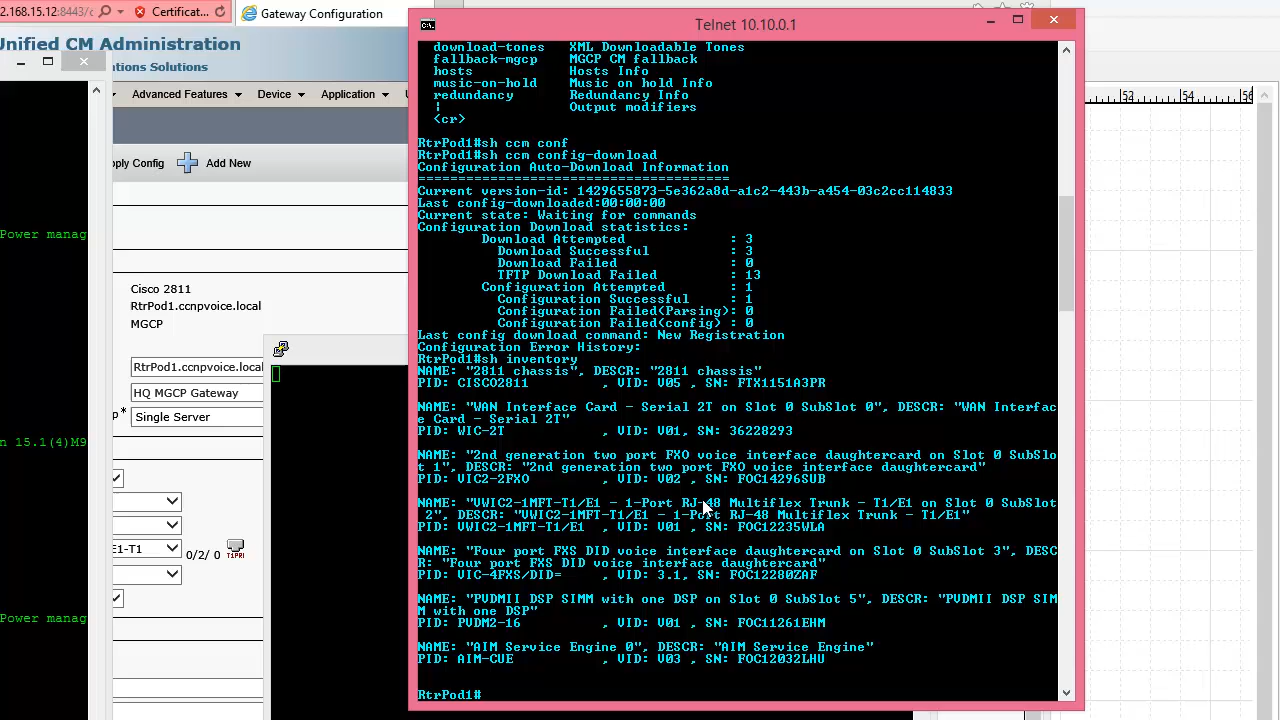 2.168.15.12:8443/c
Certificat...
Gateway Configuration
Unified CM Administration
ations Solutions
Advanced Features
Device
Application
pply Config
Add New
Power manag
Cisco 2811
RtrPod1.ccnpvoice.local
MGCP
RtrPod1.ccnpvoice.local
HQ MGCP Gateway
p*
Single Server
n 15.1(4)M9
E1-T1
0/2/ 0
T1PRI
Power manag
Telnet 10.10.0.1
download-tones XML Downloadable Tones
fallback-mgcp MGCP CM fallback
hosts Hosts Info
music-on-hold Music on hold Info
redundancy Redundancy Info
| Output modifiers
<cr>
RtrPod1#sh ccm conf
RtrPod1#sh ccm config-download
Configuration Auto-Download Information
=======================================
Current version-id: 1429655873-5e362a8d-a1c2-443b-a454-03c2cc114833
Last config-downloaded:00:00:00
Current state: Waiting for commands
Configuration Download statistics:
Download Attempted : 3
Download Successful : 3
Download Failed : 0
TFTP Download Failed : 13
Configuration Attempted : 1
Configuration Successful : 1
Configuration Failed(Parsing): 0
Configuration Failed(config) : 0
Last config download command: New Registration
Configuration Error History:
RtrPod1#sh inventory
NAME: "2811 chassis", DESCR: "2811 chassis"
PID: CISCO2811 , VID: V05 , SN: FTX1151A3PR
NAME: "WAN Interface Card - Serial 2T on Slot 0 SubSlot 0", DESCR: "WAN Interfac
e Card - Serial 2T"
PID: WIC-2T , VID: V01, SN: 36228293
NAME: "2nd generation two port FXO voice interface daughtercard on Slot 0 SubSlo
t 1", DESCR: "2nd generation two port FXO voice interface daughtercard"
PID: VIC2-2FXO , VID: V02 , SN: FOC14296SUB
NAME: "VWIC2-1MFT-T1/E1 - 1-Port RJ-48 Multiflex Trunk - T1/E1 on Slot 0 SubSlot
2", DESCR: "VWIC2-1MFT-T1/E1 - 1-Port RJ-48 Multiflex Trunk - T1/E1"
PID: VWIC2-1MFT-T1/E1 , VID: V01 , SN: FOC12235WLA
NAME: "Four port FXS DID voice interface daughtercard on Slot 0 SubSlot 3", DESC
R: "Four port FXS DID voice interface daughtercard"
PID: VIC-4FXS/DID= , VID: 3.1, SN: FOC12280ZAF
NAME: "PVDMII DSP SIMM with one DSP on Slot 0 SubSlot 5", DESCR: "PVDMII DSP SIM
M with one DSP"
PID: PVDM2-16 , VID: V01 , SN: FOC11261EHM
NAME: "AIM Service Engine 0", DESCR: "AIM Service Engine"
PID: AIM-CUE , VID: V03 , SN: FOC12032LHU
RtrPod1#
52 54 56